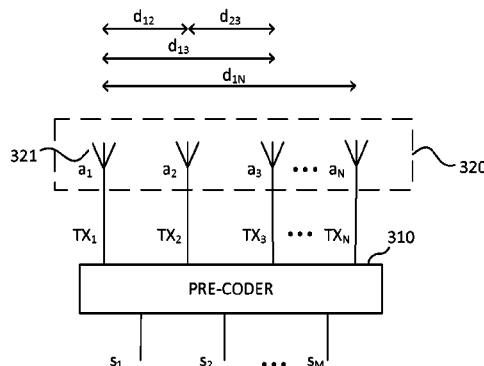 d12 d23
d13
d1N
321
a1 a2 a3 ••• aN
320
TX1 TX2 TX3 ••• TXN
310
PRE-CODER
s1 s2 ••• sM